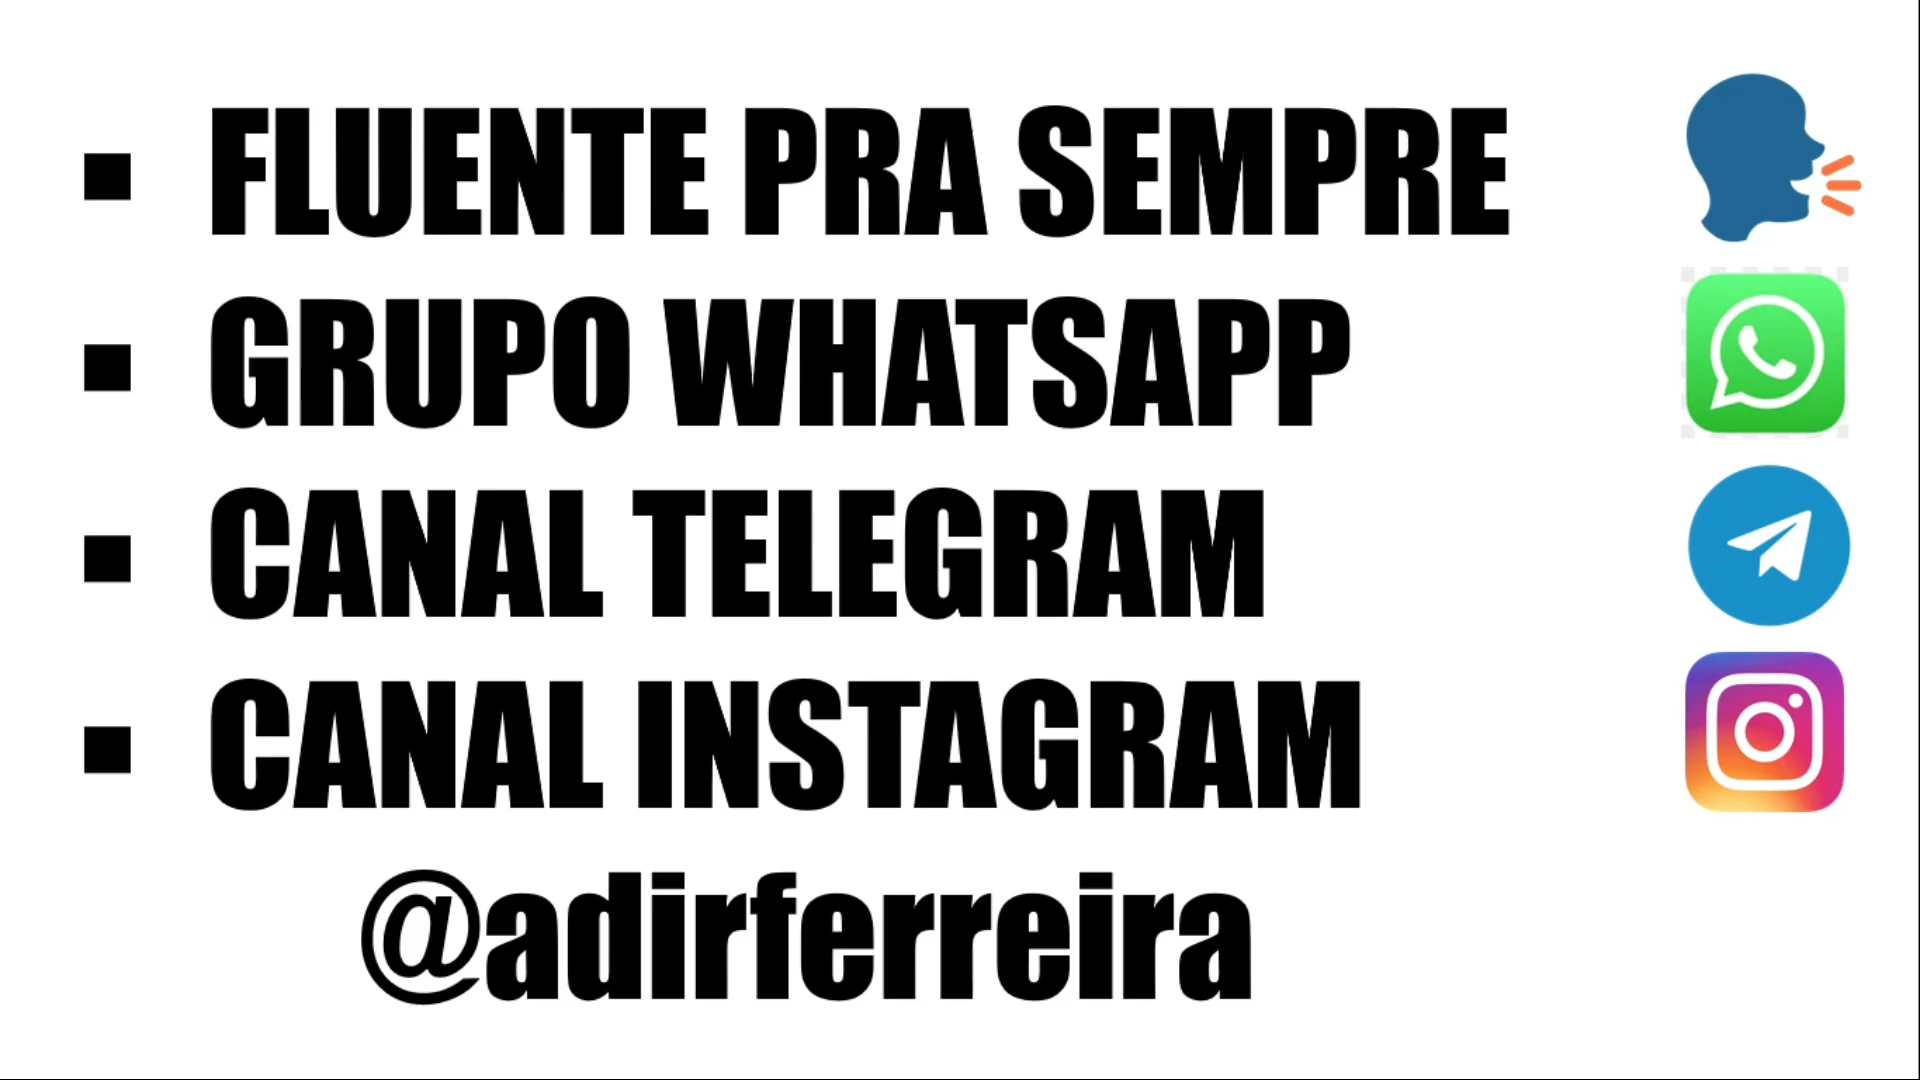 ▪ FLUENTE PRA SEMPRE
▪ GRUPO WHATSAPP
▪ CANAL TELEGRAM
▪ CANAL INSTAGRAM
@adirferreira